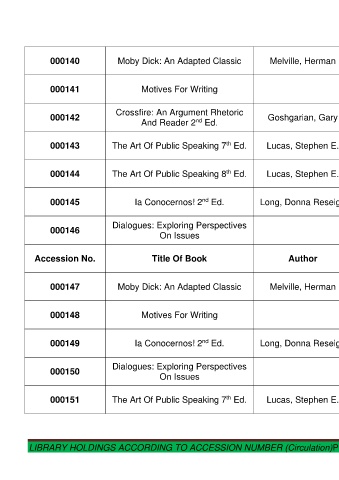 000140 Moby Dick: An Adapted Classic Melville, Herman
000141 Motives For Writing
000142 Crossfire: An Argument Rhetoric And Reader 2nd Ed. Goshgarian, Gary
000143 The Art Of Public Speaking 7th Ed. Lucas, Stephen E.
000144 The Art Of Public Speaking 8th Ed. Lucas, Stephen E.
000145 Ia Conocernos! 2nd Ed. Long, Donna Reseig
000146 Dialogues: Exploring Perspectives On Issues
Accession No. Title Of Book Author
000147 Moby Dick: An Adapted Classic Melville, Herman
000148 Motives For Writing
000149 Ia Conocernos! 2nd Ed. Long, Donna Reseig
000150 Dialogues: Exploring Perspectives On Issues
000151 The Art Of Public Speaking 7th Ed. Lucas, Stephen E.
LIBRARY HOLDINGS ACCORDING TO ACCESSION NUMBER (Circulation)P